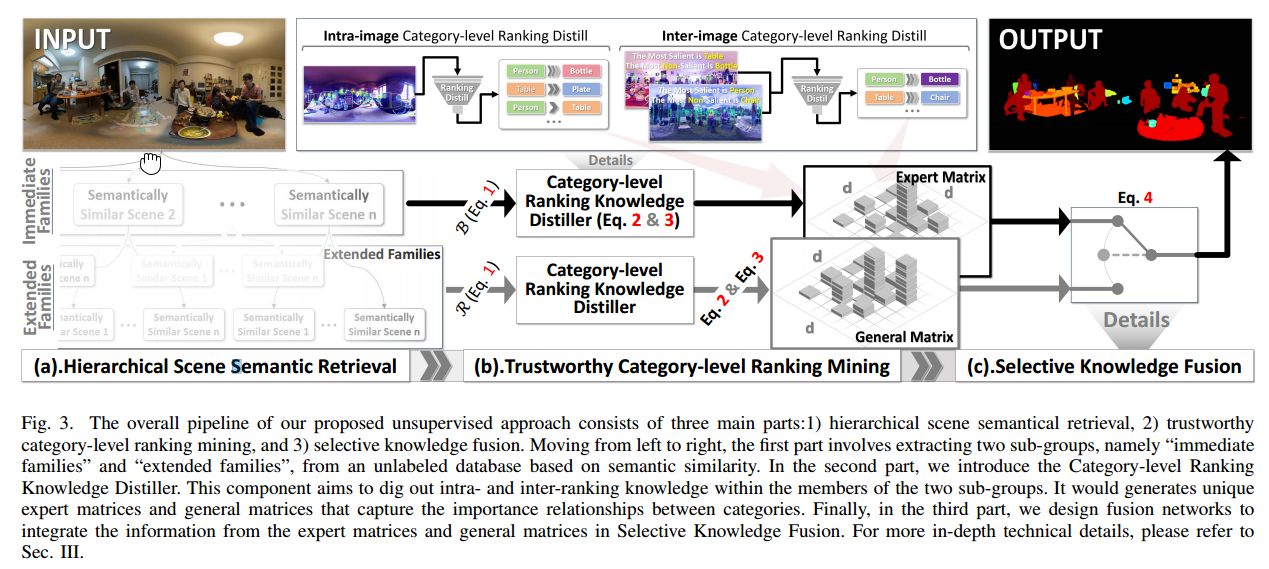 INPUT
Intra-image Category-level Ranking Distill
Ranking
Distill
Person Bottle
Table Plate
Person Table
...
Inter-image Category-level Ranking Distill
The Most Salient is Table
The Most Non-Salient is Bottle
The Most Salient is Person
The Most Non-Salient is Chair
Ranking
Distill
Person Bottle
Table Chair
...
OUTPUT
Details
Immediate
Families
Semantically
Similar Scene 2
...
Semantically
Similar Scene n
B (Eq. 1)
Category-level
Ranking Knowledge
Distiller (Eq. 2 & 3)
Expert Matrix
d
d
Eq. 4
Extended
Families
Extended Families
ically
ene n
Semantically
Similar Scene 1
...
Semantically
Similar Scene n
antically
lar Scene 1
...
Semantically
Similar Scene n
Semantically
Similar Scene 1
...
Semantically
Similar Scene n
R (Eq. 1)
Category-level
Ranking Knowledge
Distiller
Eq. 2 & Eq. 3
d
d
General Matrix
Details
(a).Hierarchical Scene Semantic Retrieval
(b).Trustworthy Category-level Ranking Mining
(c).Selective Knowledge Fusion
Fig. 3. The overall pipeline of our proposed unsupervised approach consists of three main parts:1) hierarchical scene semantical retrieval, 2) trustworthy
category-level ranking mining, and 3) selective knowledge fusion. Moving from left to right, the first part involves extracting two sub-groups, namely “immediate
families” and “extended families”, from an unlabeled database based on semantic similarity. In the second part, we introduce the Category-level Ranking
Knowledge Distiller. This component aims to dig out intra- and inter-ranking knowledge within the members of the two sub-groups. It would generates unique
expert matrices and general matrices that capture the importance relationships between categories. Finally, in the third part, we design fusion networks to
integrate the information from the expert matrices and general matrices in Selective Knowledge Fusion. For more in-depth technical details, please refer to
Sec. III.